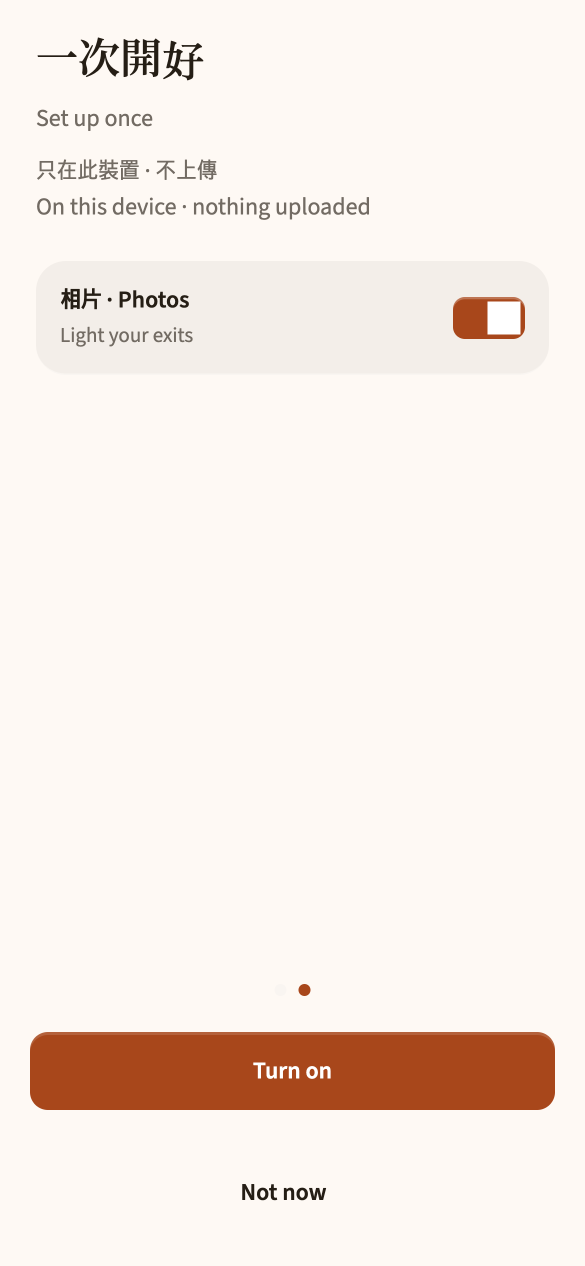 一次開好
Set up once
只在此裝置 · 不上傳
On this device · nothing uploaded
相片 · Photos
Light your exits
Turn on
Not now